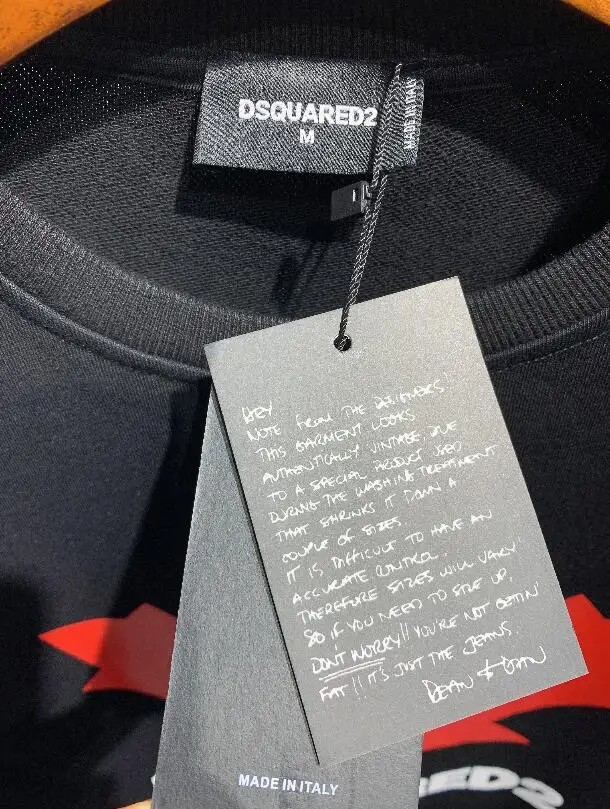 DSQUARED2
M
MADE IN ITALY
HEY
NOTE FROM THE DESIGNERS'
THIS GARMENT LOOKS
AUTHENTICALLY VINTAGE, DUE
TO A SPECIAL PRODUCT USED
DURING THE WASHING TREATMENT
THAT SHRINKS IT DOWN A
COUPLE OF SIZES.
IT IS DIFFICULT TO HAVE AN
ACCURATE CONTROL.
THEREFORE SIZES WILL VARY!
SO IF YOU NEED TO SIZE UP,
DONT WORRY!! YOU'RE NOT GETTIN'
FAT!! IT'S JUST THE JEANS.
DEAN & DAN
MADE IN ITALY
RED2